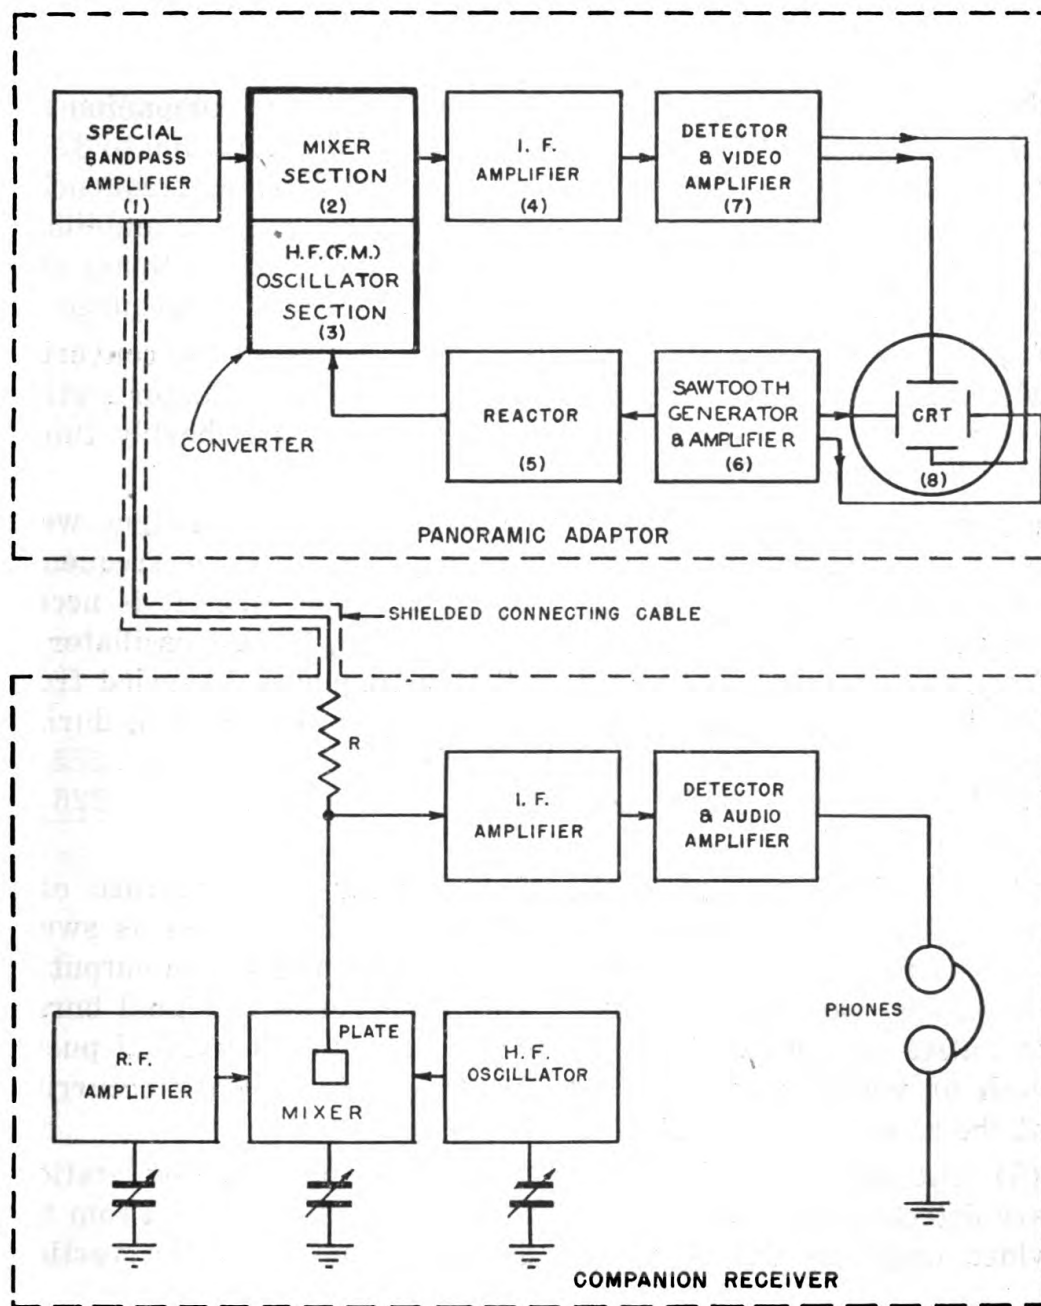 SPECIAL
BANDPASS
AMPLIFIER
(1)
MIXER
SECTION
(2)
I. F.
AMPLIFIER
(4)
DETECTOR
& VIDEO
AMPLIFIER
(7)
H.F.(F.M.)
OSCILLATOR
SECTION
(3)
CONVERTER
REACTOR
(5)
SAWTOOTH
GENERATOR
& AMPLIFIER
(6)
CRT
(8)
PANORAMIC ADAPTOR
SHIELDED CONNECTING CABLE
R
I. F.
AMPLIFIER
DETECTOR
& AUDIO
AMPLIFIER
PHONES
R.F.
AMPLIFIER
PLATE
MIXER
H.F.
OSCILLATOR
COMPANION RECEIVER